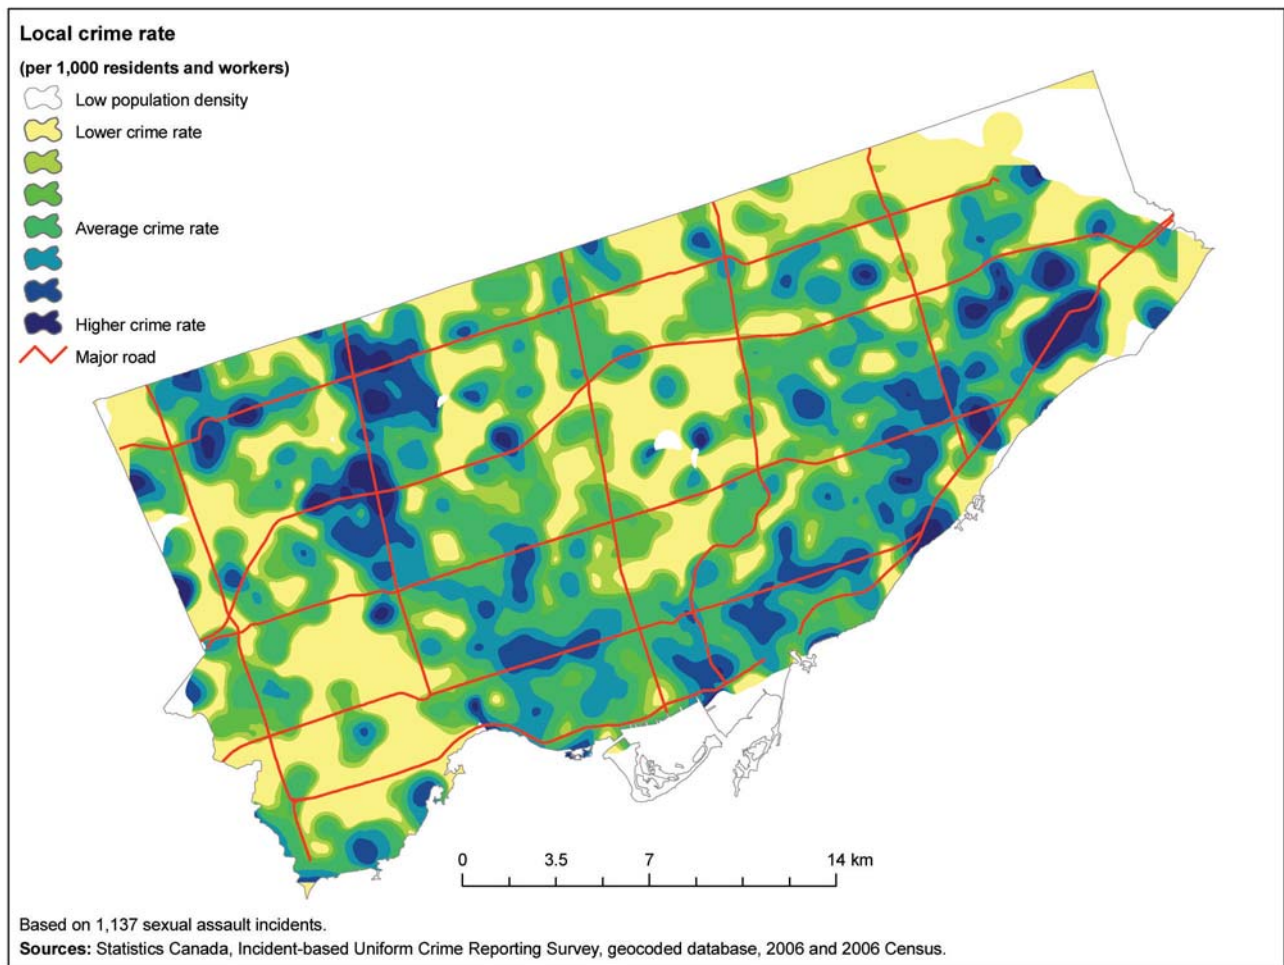 Local crime rate
(per 1,000 residents and workers)
Low population density
Lower crime rate
Average crime rate
Higher crime rate
Major road
0 3.5 7 14 km
Based on 1,137 sexual assault incidents.
Sources: Statistics Canada, Incident-based Uniform Crime Reporting Survey, geocoded database, 2006 and 2006 Census.